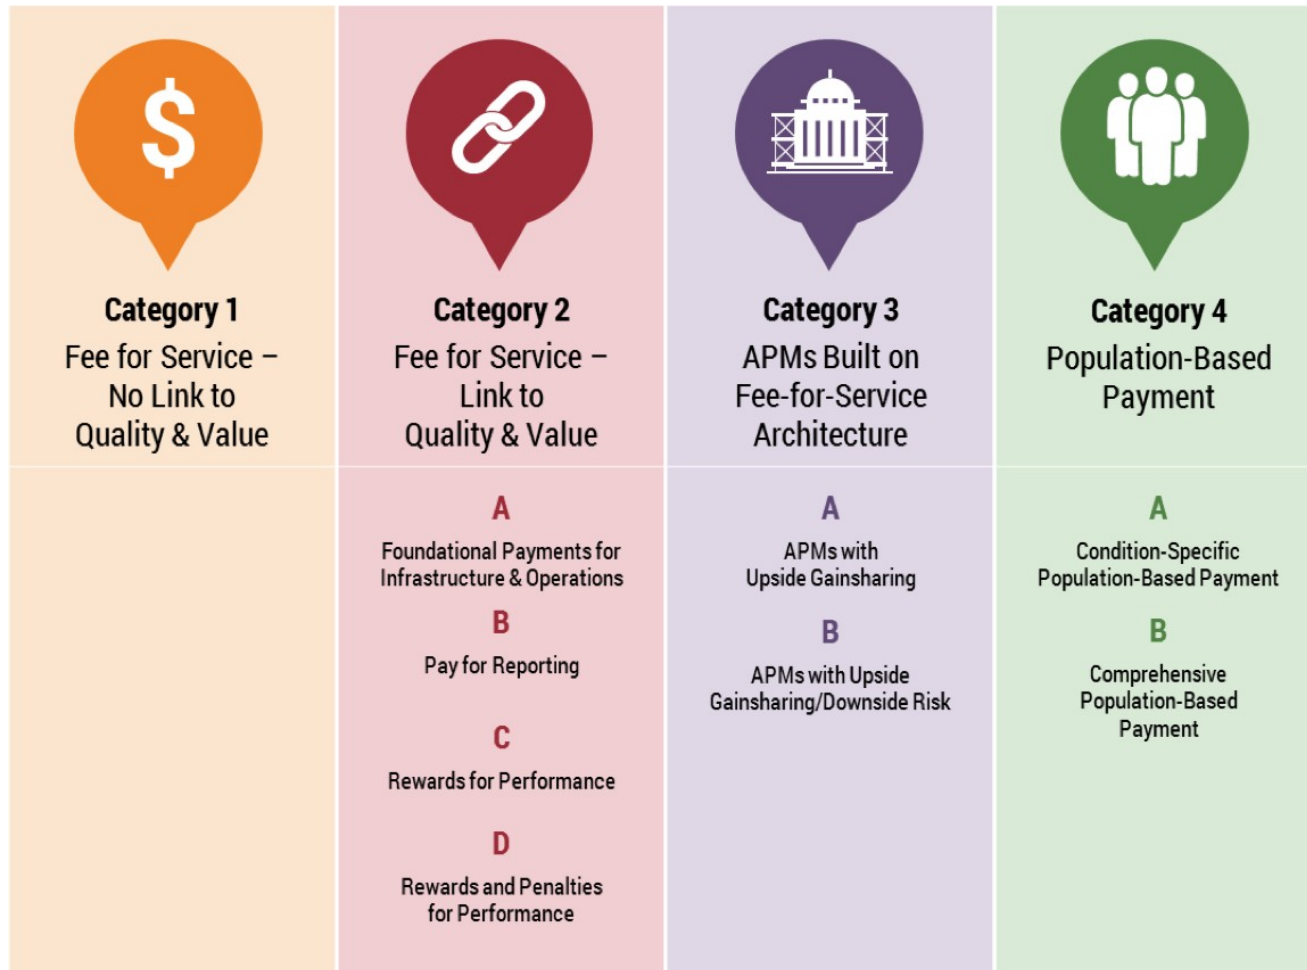 $
Category 1
Fee for Service –
No Link to
Quality & Value
Category 2
Fee for Service –
Link to
Quality & Value
A
Foundational Payments for
Infrastructure & Operations
B
Pay for Reporting
C
Rewards for Performance
D
Rewards and Penalties
for Performance
Category 3
APMs Built on
Fee-for-Service
Architecture
A
APMs with
Upside Gainsharing
B
APMs with Upside
Gainsharing/Downside Risk
Category 4
Population-Based
Payment
A
Condition-Specific
Population-Based Payment
B
Comprehensive
Population-Based
Payment